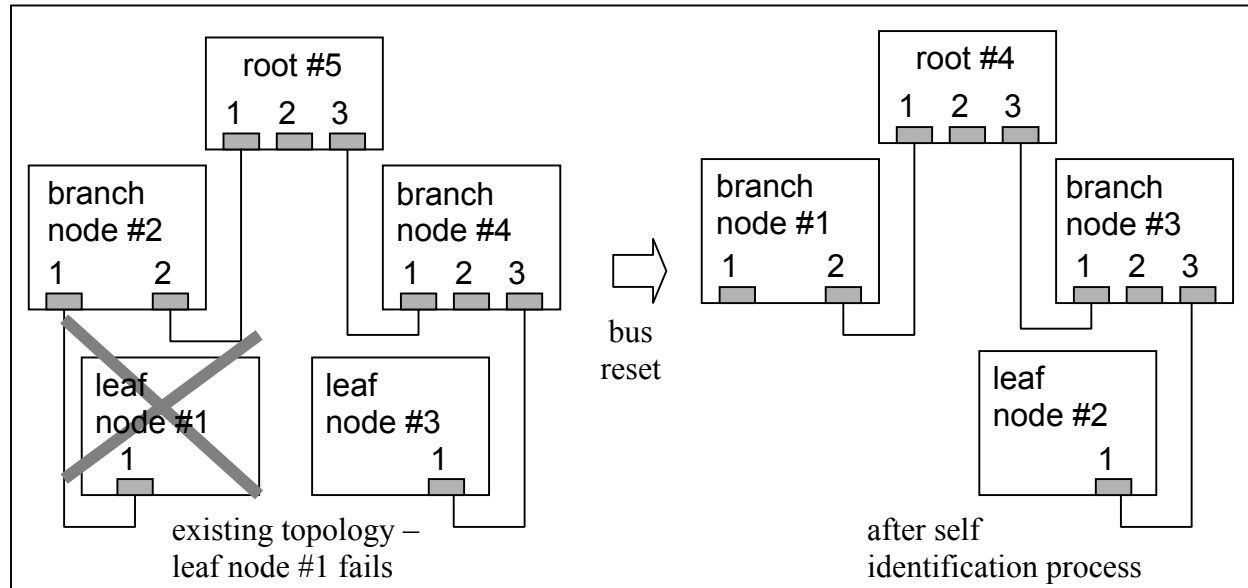 root #5
1 2 3
branch
node #2
1 2
branch
node #4
1 2 3
leaf
node #1
1
leaf
node #3
1
existing topology –
leaf node #1 fails
bus
reset
root #4
1 2 3
branch
node #1
1 2
branch
node #3
1 2 3
leaf
node #2
1
after self
identification process